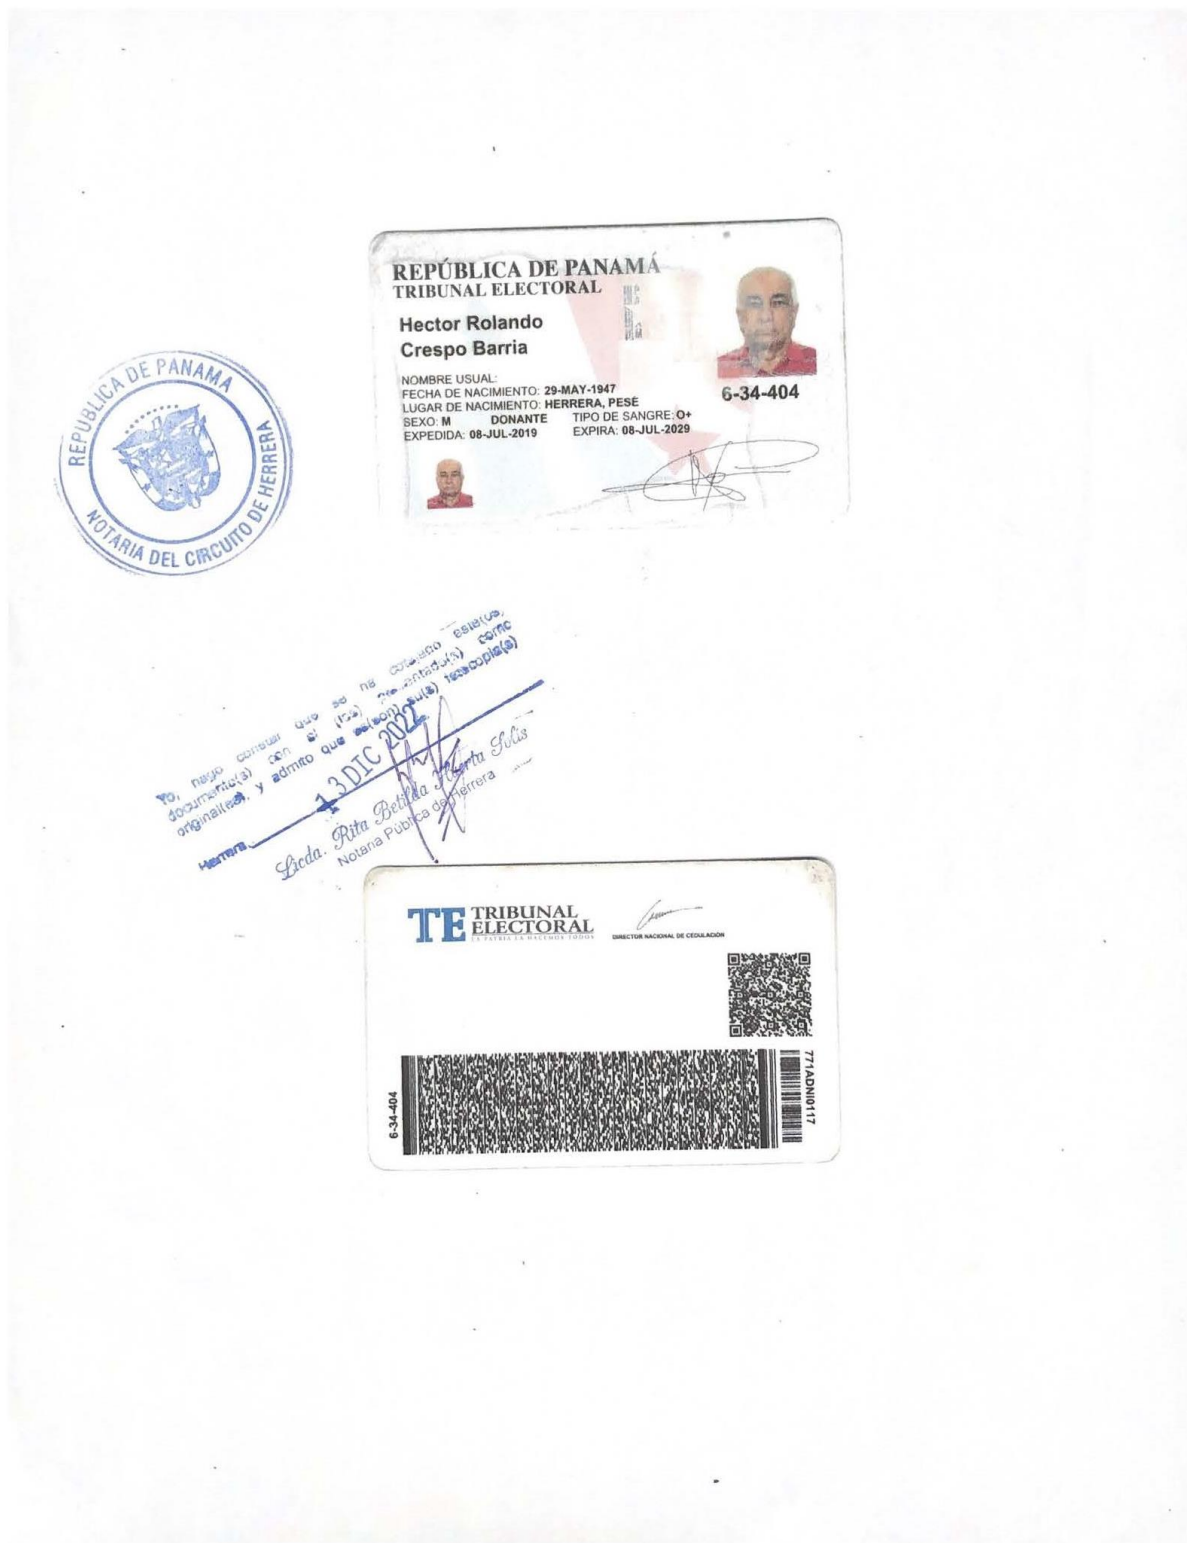 REPÚBLICA DE PANAMÁ
TRIBUNAL ELECTORAL
Hector Rolando
Crespo Barria
NOMBRE USUAL:
FECHA DE NACIMIENTO: 29-MAY-1947
LUGAR DE NACIMIENTO: HERRERA, PESÉ
SEXO: M DONANTE TIPO DE SANGRE: O+
EXPEDIDA: 08-JUL-2019 EXPIRA: 08-JUL-2029
6-34-404
REPUBLICA DE PANAMA
NOTARIA DEL CIRCUITO DE HERRERA
Yo, hago constar que se ha cotejado este(os)
documento(s) con el (los) presentado(s) como
original(es), y admito que es(son) su(s) fotocopia(s)
Herrera 13 DIC 2022
Licda. Rita Betilda Huerta Solis
Notaria Pública de Herrera
TE TRIBUNAL
ELECTORAL
LA PATRIA LA HACEMOS TODOS
DIRECTOR NACIONAL DE CEDULACIÓN
6-34-404
771ADNI0117